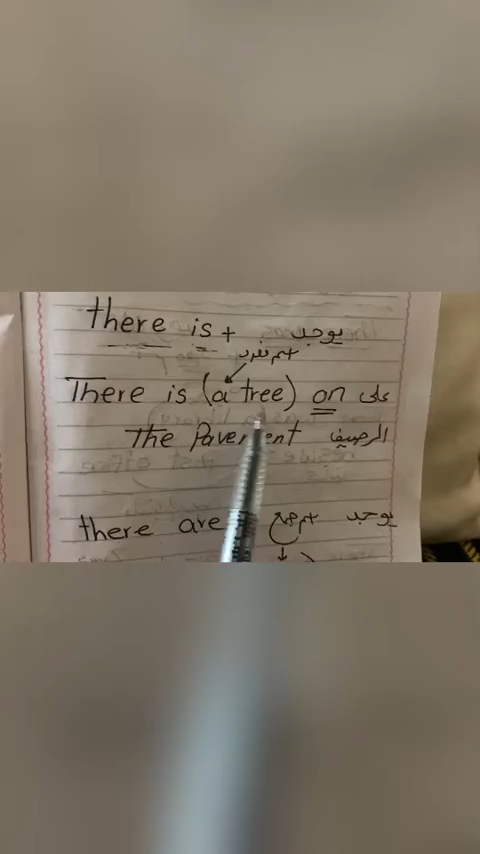 there is + يوجد
اسم مفرد
There is (a tree) on على
The Pavement الرصيف
there are اسم جمع يوجد